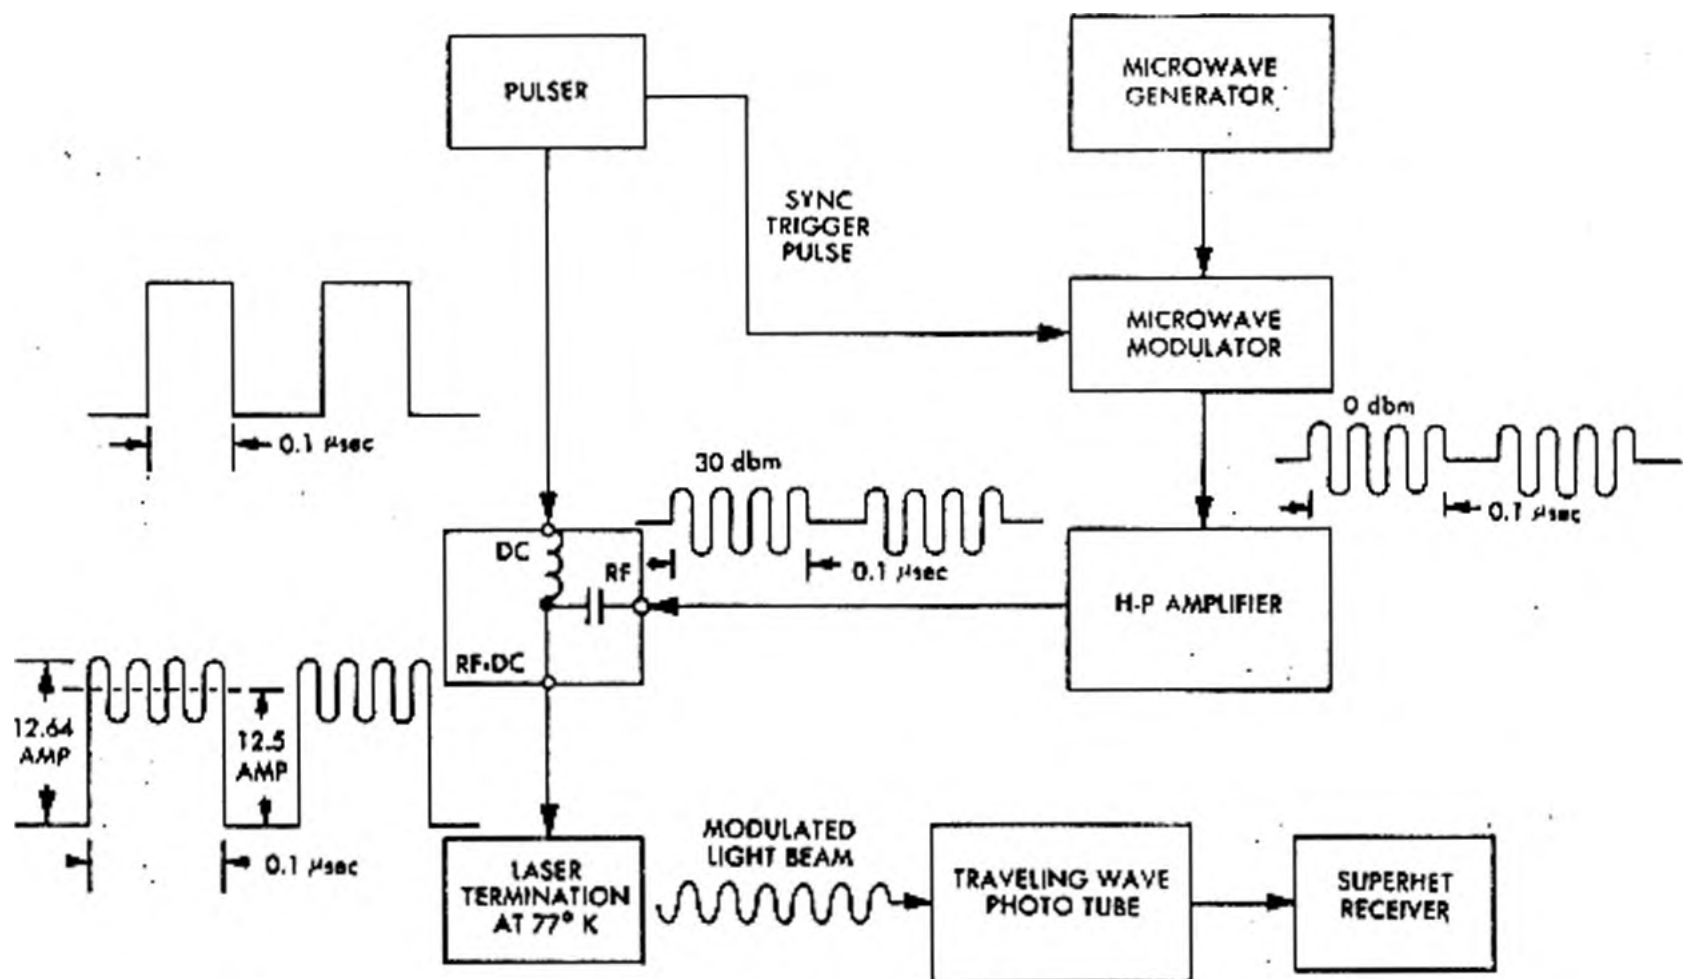 PULSER
MICROWAVE
GENERATOR
SYNC
TRIGGER
PULSE
MICROWAVE
MODULATOR
0.1 μsec
0 dbm
0.1 μsec
30 dbm
0.1 μsec
DC
RF
RF+DC
H-P AMPLIFIER
12.64
AMP
12.5
AMP
0.1 μsec
LASER
TERMINATION
AT 77° K
MODULATED
LIGHT BEAM
TRAVELING WAVE
PHOTO TUBE
SUPERHET
RECEIVER